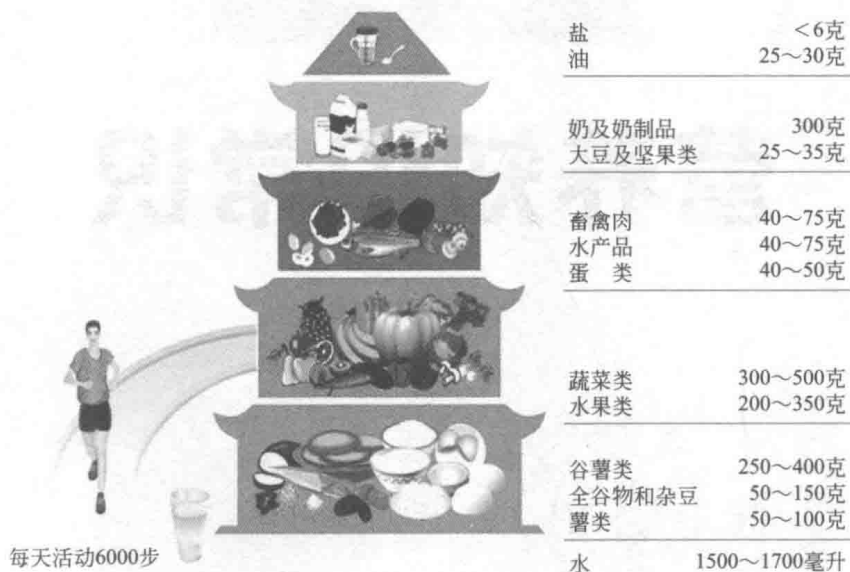 盐 <6克
油 25～30克
奶及奶制品 300克
大豆及坚果类 25～35克
畜禽肉 40～75克
水产品 40～75克
蛋 类 40～50克
蔬菜类 300～500克
水果类 200～350克
谷薯类 250～400克
全谷物和杂豆 50～150克
薯类 50～100克
每天活动6000步
水 1500～1700毫升